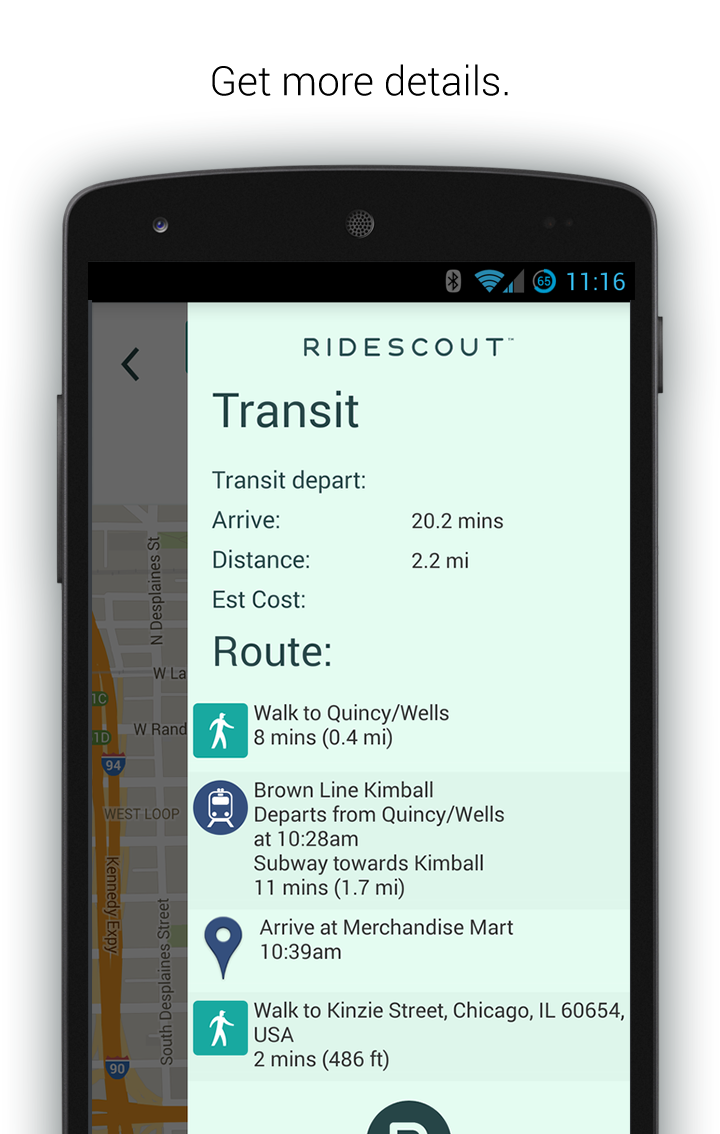 Get more details.
65 11:16
RIDESCOUT™
Transit
Transit depart:
Arrive: 20.2 mins
Distance: 2.2 mi
Est Cost:
Route:
Walk to Quincy/Wells
8 mins (0.4 mi)
Brown Line Kimball
Departs from Quincy/Wells
at 10:28am
Subway towards Kimball
11 mins (1.7 mi)
Arrive at Merchandise Mart
10:39am
Walk to Kinzie Street, Chicago, IL 60654,
USA
2 mins (486 ft)
N Desplaines St
W La
1C
W Rand
1D
94
WEST LOOP
Kennedy Expy
South Desplaines Street
90